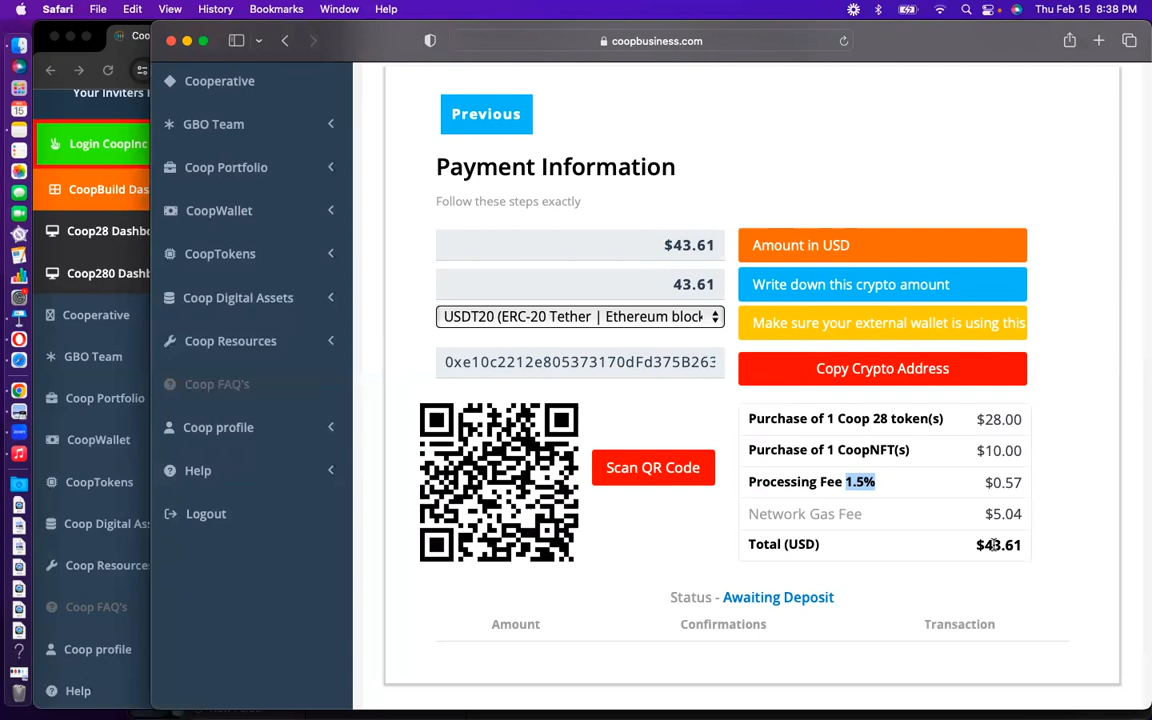 Safari File Edit View History Bookmarks Window Help Thu Feb 15 8:38 PM
Coo
coopbusiness.com
Your Inviters I
Login CoopInc
CoopBuild Das
Coop28 Dashbo
Coop280 Dashb
Cooperative
GBO Team
Coop Portfolio
CoopWallet
CoopTokens
Coop Digital Ass
Coop Resource
Coop FAQ's
Coop profile
Help
Cooperative
GBO Team
Coop Portfolio
CoopWallet
CoopTokens
Coop Digital Assets
Coop Resources
Coop FAQ's
Coop profile
Help
Logout
Previous
Payment Information
Follow these steps exactly
$43.61 Amount in USD
43.61 Write down this crypto amount
USDT20 (ERC-20 Tether | Ethereum block Make sure your external wallet is using this
0xe10c2212e805373170dFd375B263 Copy Crypto Address
Scan QR Code
Purchase of 1 Coop 28 token(s) $28.00
Purchase of 1 CoopNFT(s) $10.00
Processing Fee 1.5% $0.57
Network Gas Fee $5.04
Total (USD) $43.61
Status - Awaiting Deposit
Amount Confirmations Transaction